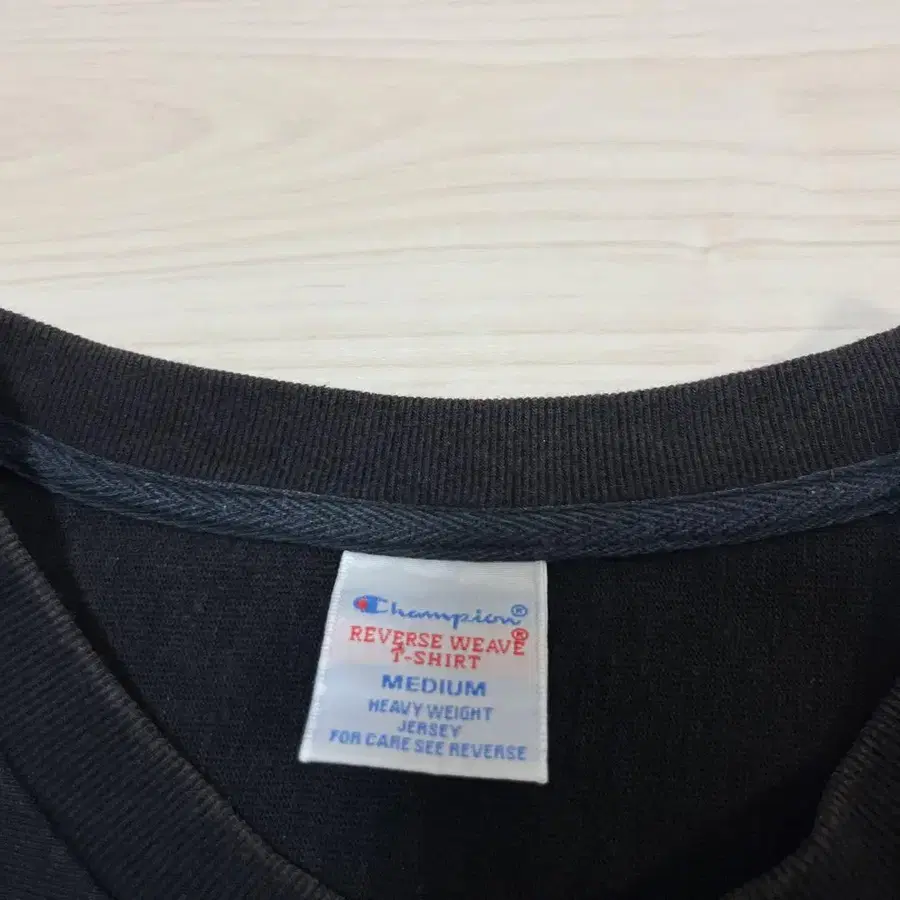 Champion®
REVERSE WEAVE®
T-SHIRT
MEDIUM
HEAVY WEIGHT
JERSEY
FOR CARE SEE REVERSE